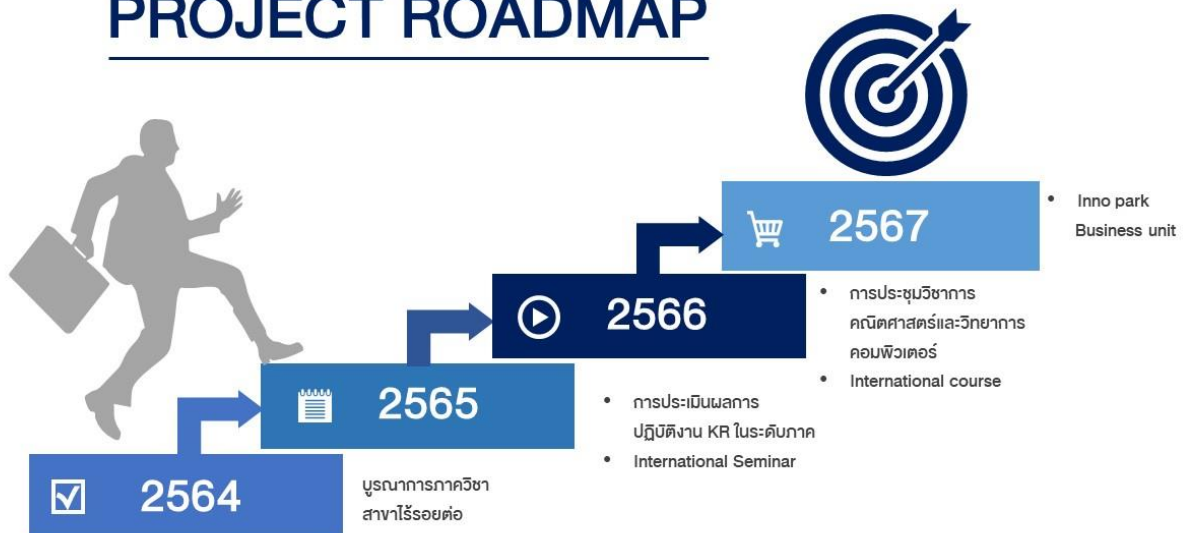 PROJECT ROADMAP
2567
• Inno park
Business unit
2566
• การประชุมวิชาการ
คณิตศาสตร์และวิทยาการ
คอมพิวเตอร์
• International course
2565
• การประเมินผลการ
ปฏิบัติงาน KR ในระดับภาค
• International Seminar
2564
บูรณาการภาควิชา
สาขาไร้รอยต่อ